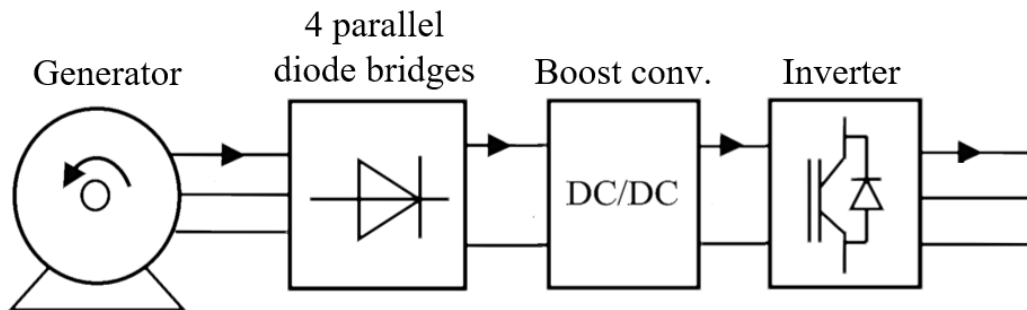 4 parallel
diode bridges
Generator
Boost conv.
Inverter
DC/DC